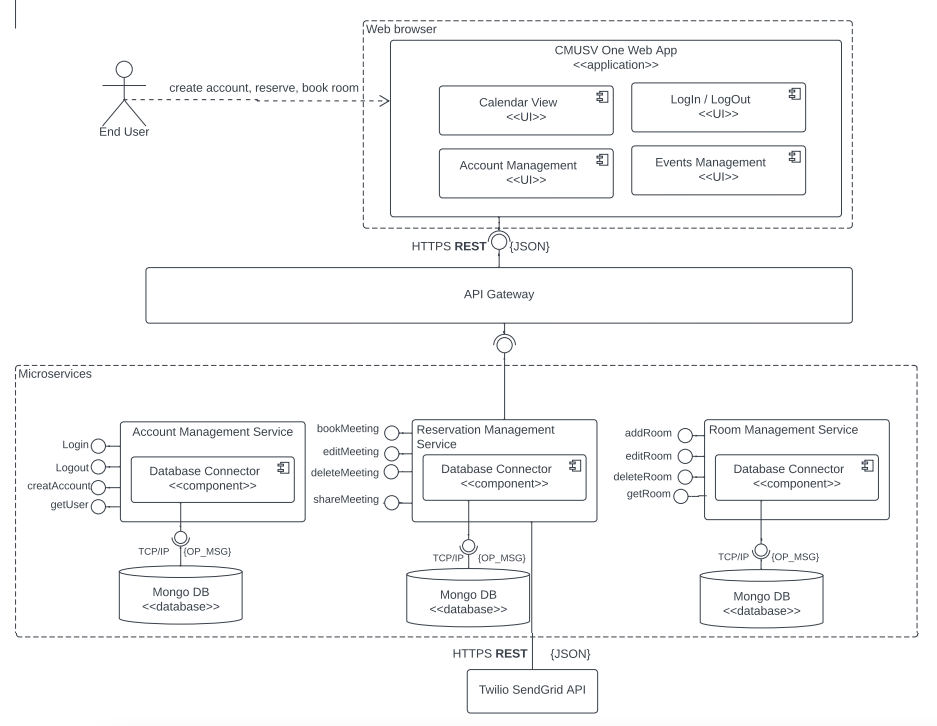 Web browser
CMUSV One Web App
<<application>>
create account, reserve, book room
End User
Calendar View
<<UI>>
LogIn / LogOut
<<UI>>
Account Management
<<UI>>
Events Management
<<UI>>
HTTPS REST {JSON}
API Gateway
Microservices
Account Management Service
Login
Logout
creatAccount
getUser
Database Connector
<<component>>
TCP/IP {OP_MSG}
Mongo DB
<<database>>
Reservation Management
Service
bookMeeting
editMeeting
deleteMeeting
shareMeeting
Database Connector
<<component>>
TCP/IP {OP_MSG}
Mongo DB
<<database>>
Room Management Service
addRoom
editRoom
deleteRoom
getRoom
Database Connector
<<component>>
TCP/IP {OP_MSG}
Mongo DB
<<database>>
HTTPS REST {JSON}
Twilio SendGrid API